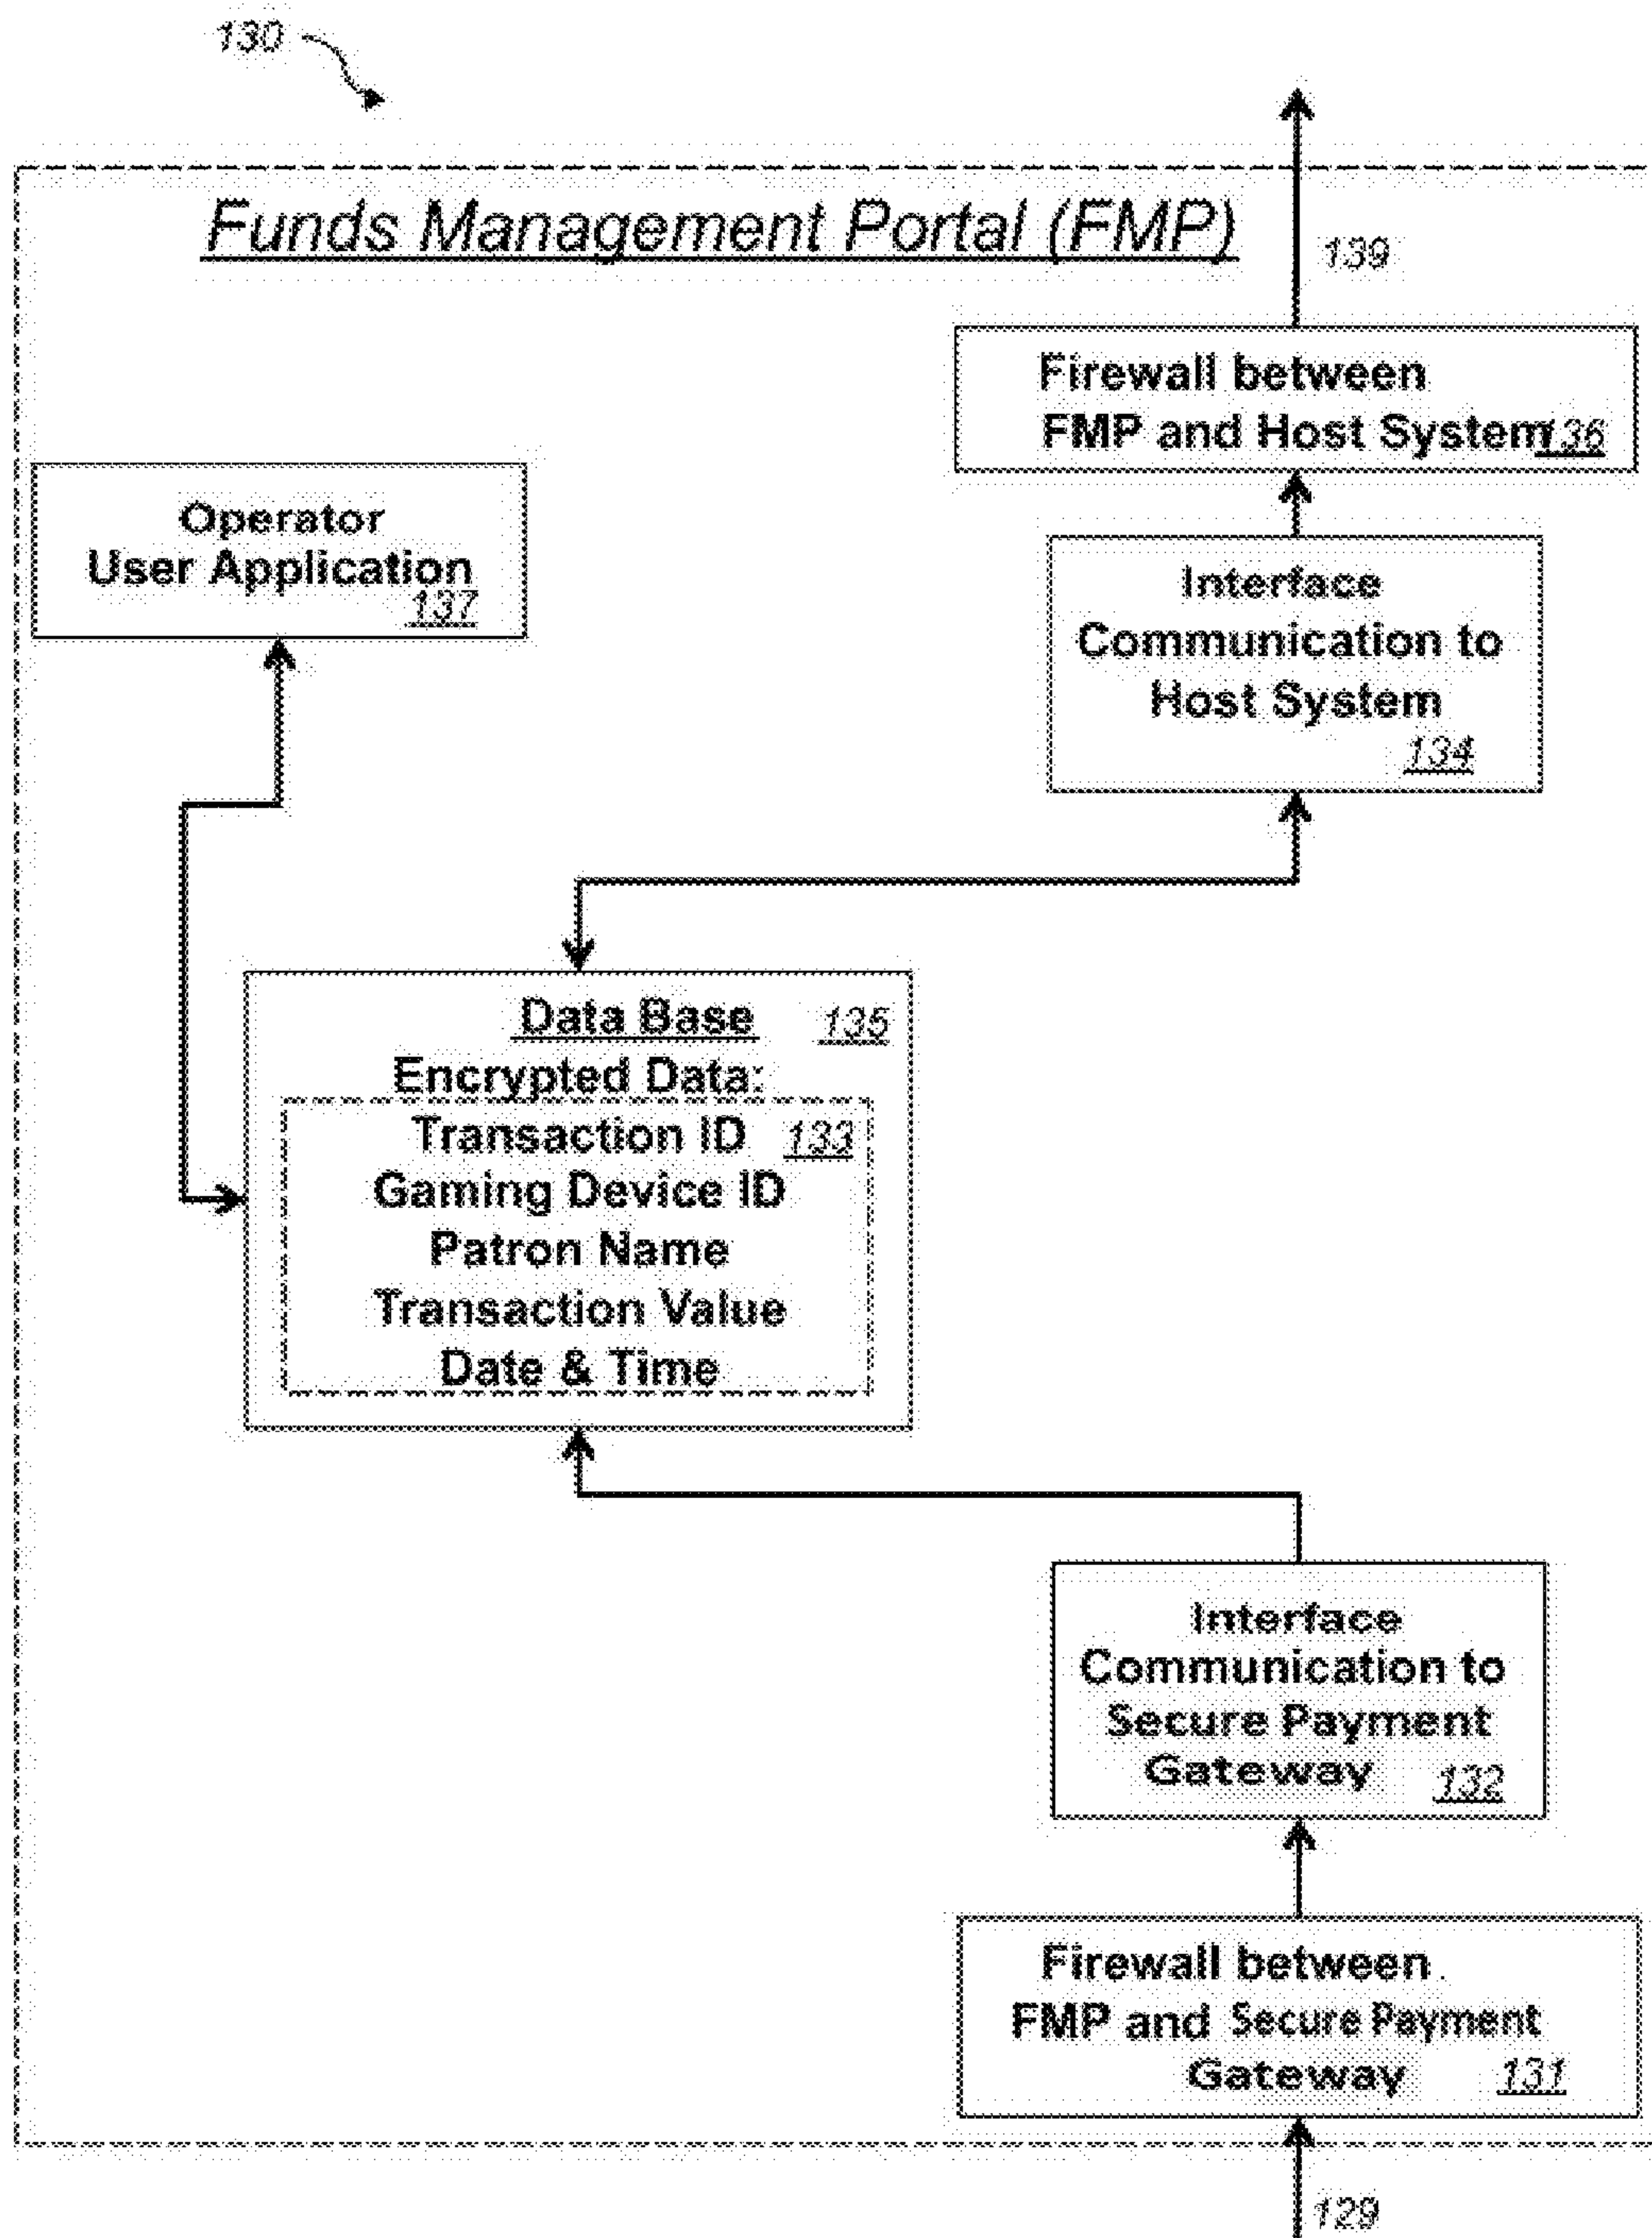 130
Funds Management Portal (FMP)
139
Firewall between
FMP and Host System 136
Operator
User Application
137
Interface
Communication to
Host System
134
Data Base 135
Encrypted Data:
Transaction ID 133
Gaming Device ID
Patron Name
Transaction Value
Date & Time
Interface
Communication to
Secure Payment
Gateway 132
Firewall between
FMP and Secure Payment
Gateway 131
129